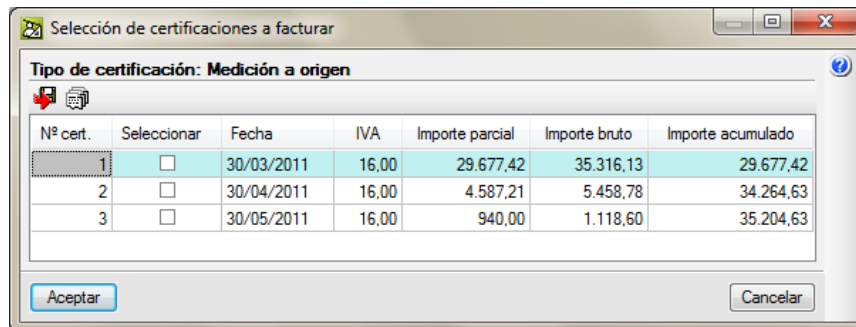 Selección de certificaciones a facturar
Tipo de certificación: Medición a origen
Nº cert. Seleccionar Fecha IVA Importe parcial Importe bruto Importe acumulado
1 30/03/2011 16,00 29.677,42 35.316,13 29.677,42
2 30/04/2011 16,00 4.587,21 5.458,78 34.264,63
3 30/05/2011 16,00 940,00 1.118,60 35.204,63
Aceptar Cancelar